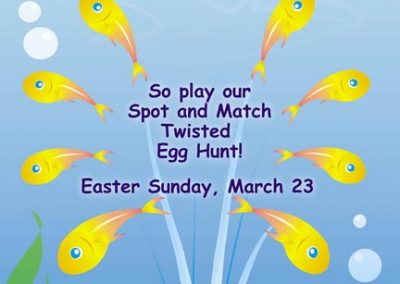 So play our
Spot and Match
Twisted
Egg Hunt!
Easter Sunday, March 23